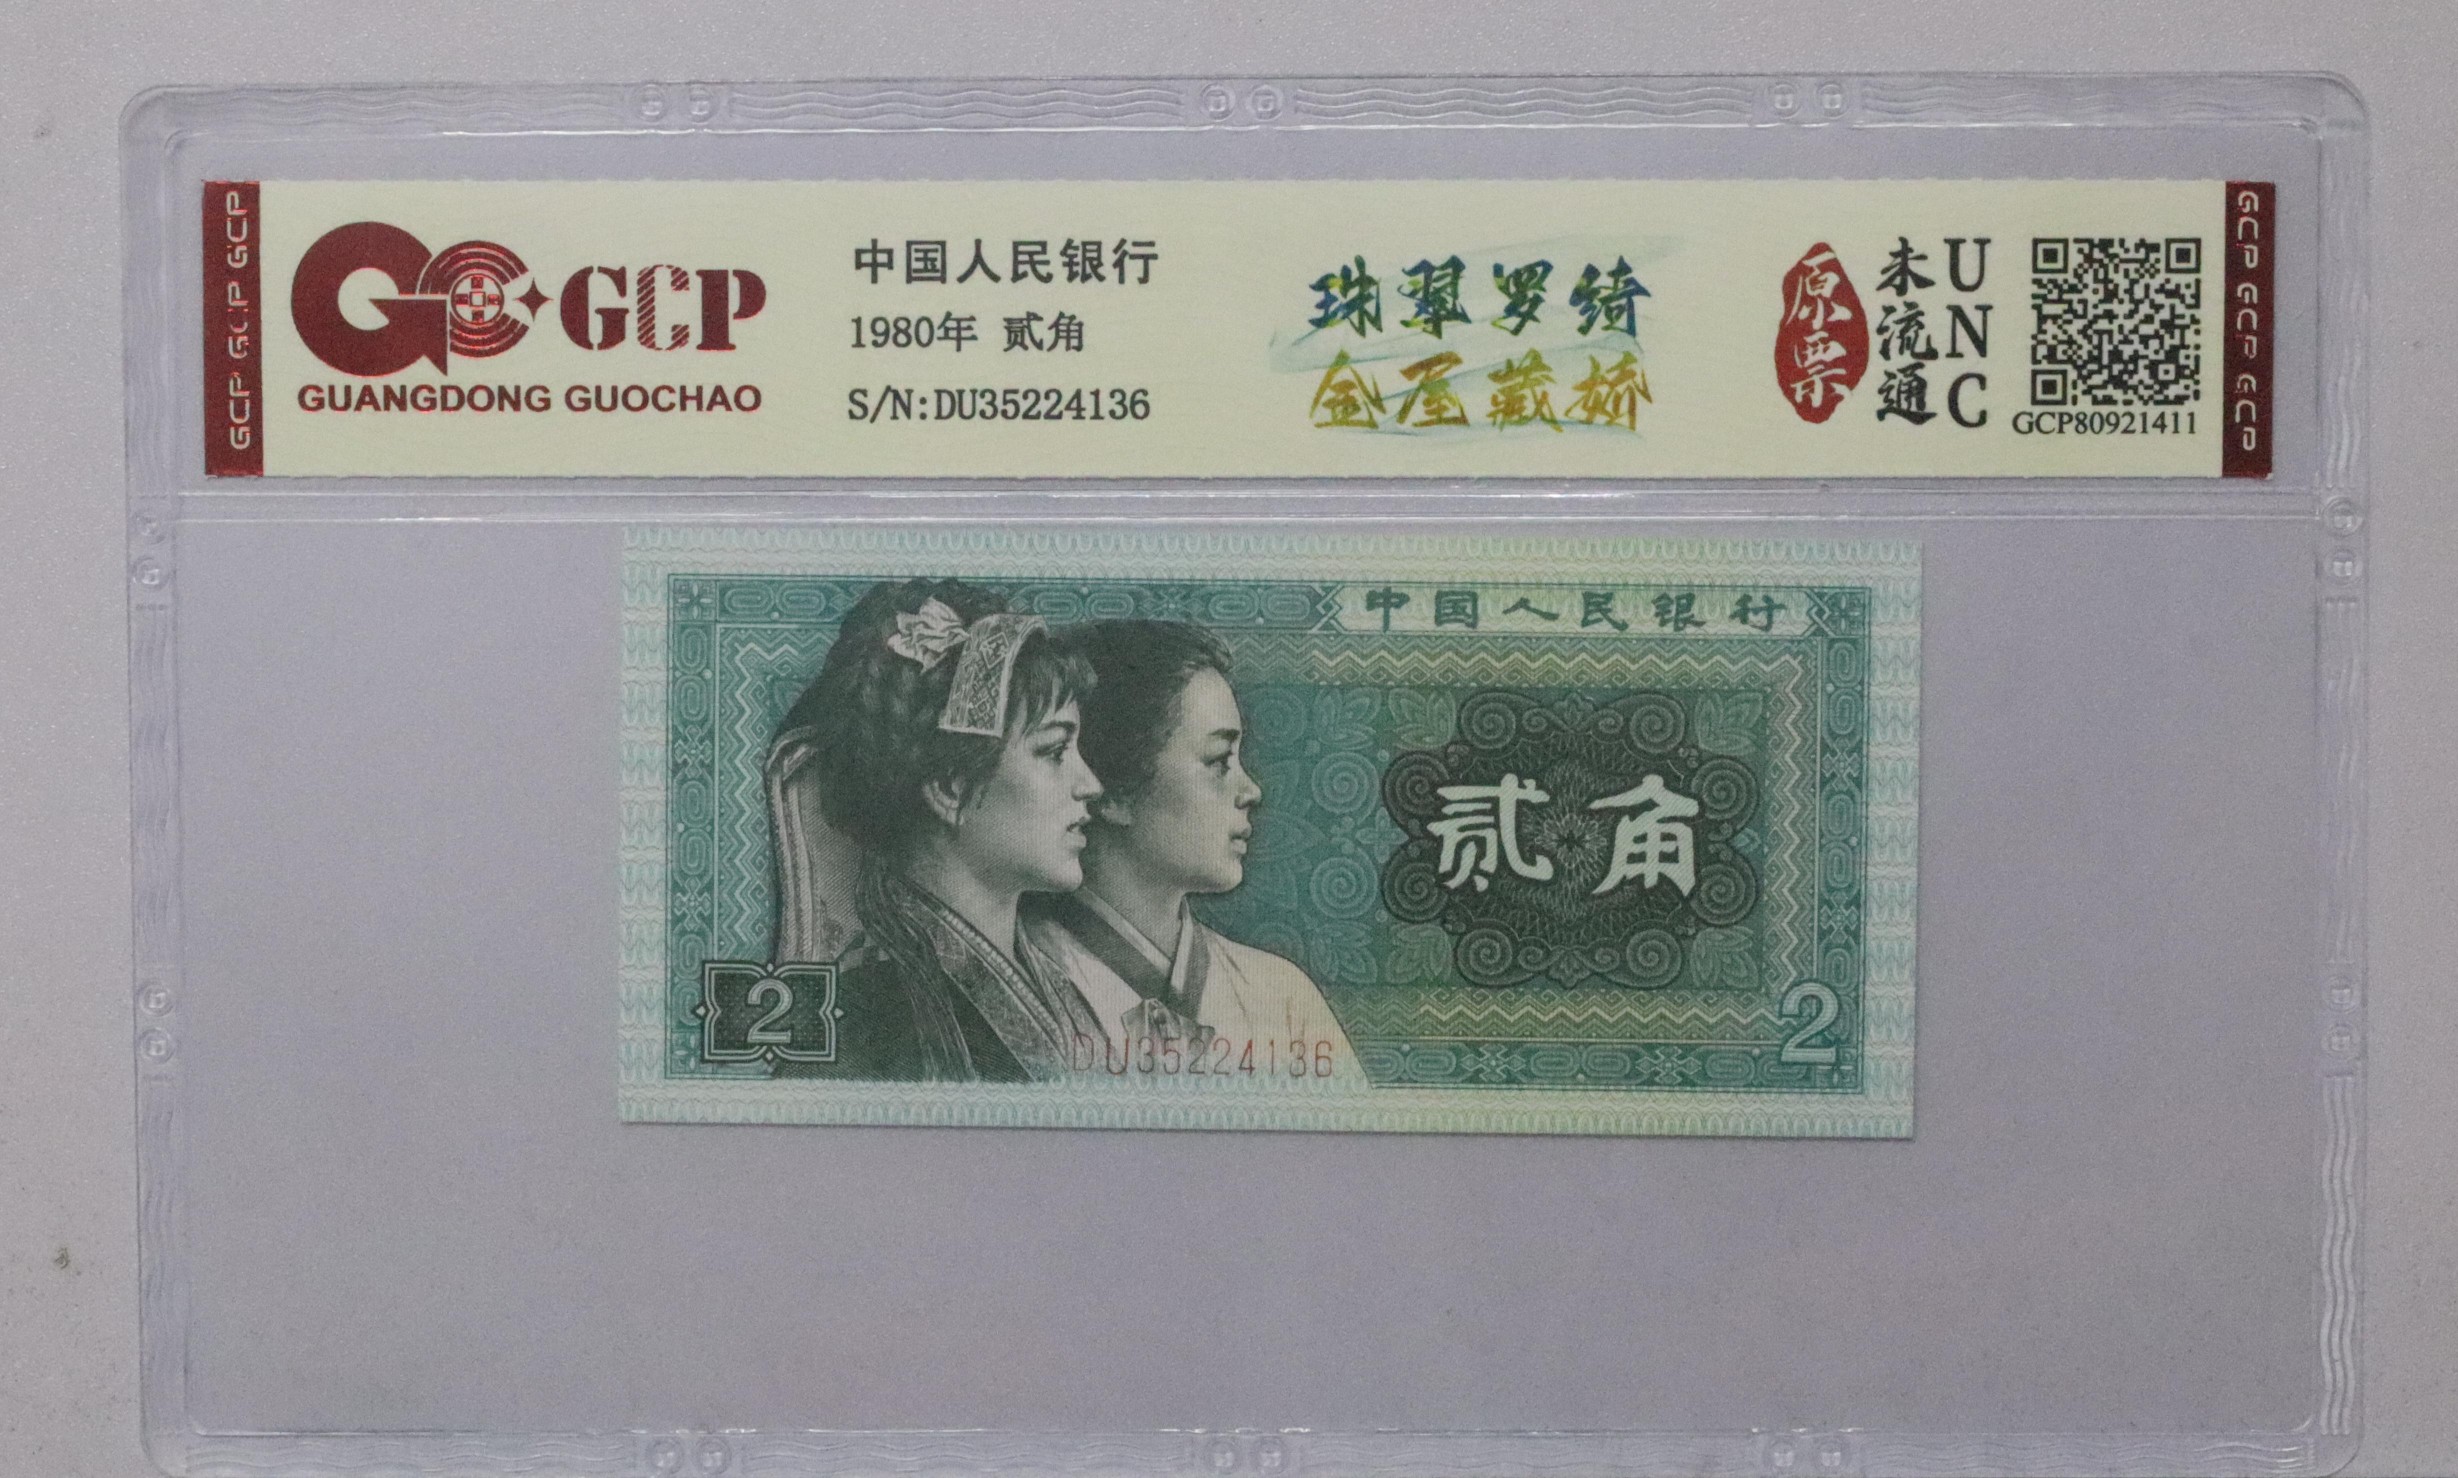 GCP GCP GCP GCP
GCP
GUANGDONG GUOCHAO
中国人民银行
1980年 贰角
S/N:DU35224136
珠翠罗绮
金屋藏娇
原票
未流通
UNC
GCP80921411
GCP GCP GCP GCP
中国人民银行
贰角
2
DU35224136
2